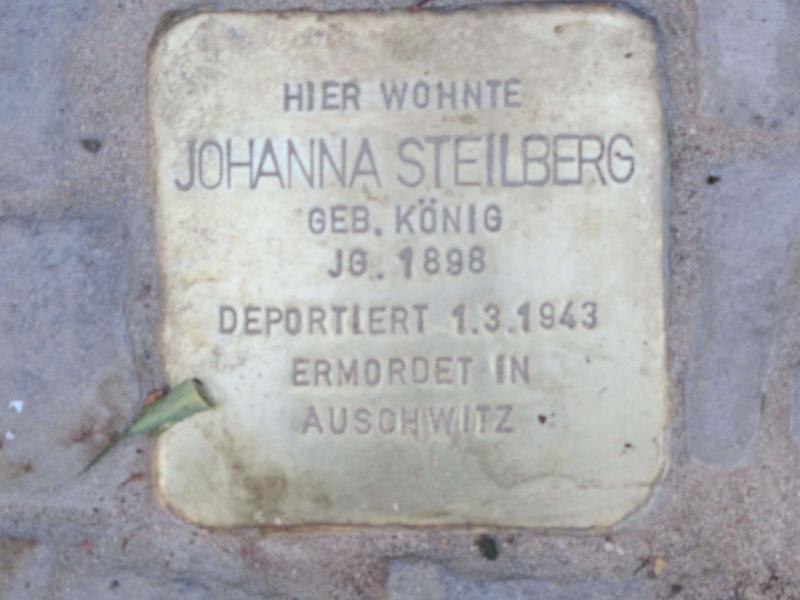 HIER WOHNTE
JOHANNA STEILBERG
GEB. KÖNIG
JG. 1898
DEPORTIERT 1.3.1943
ERMORDET IN
AUSCHWITZ